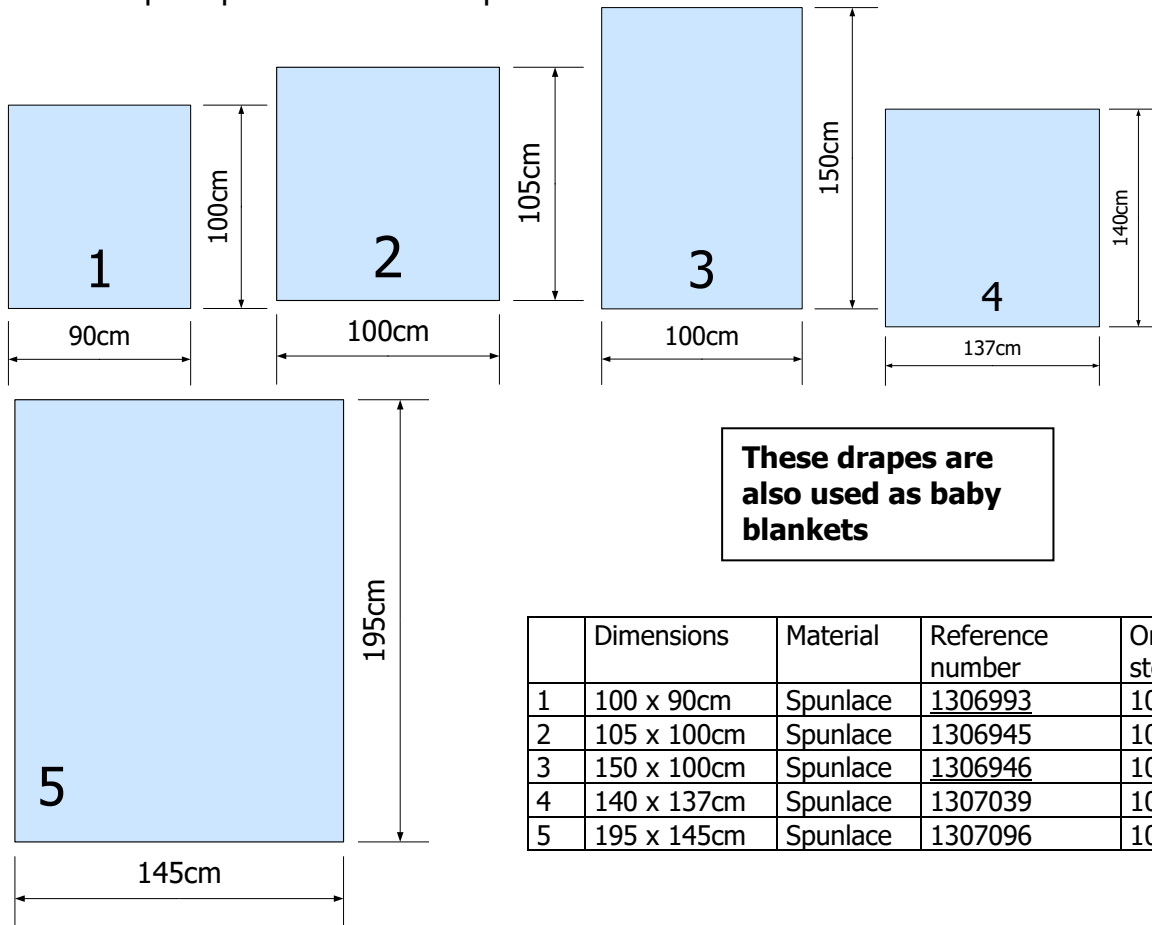 1
100cm
90cm
2
105cm
100cm
3
150cm
100cm
4
140cm
137cm
5
195cm
145cm
These drapes are
also used as baby
blankets
Dimensions Material Reference number
1 100 x 90cm Spunlace 1306993
2 105 x 100cm Spunlace 1306945
3 150 x 100cm Spunlace 1306946
4 140 x 137cm Spunlace 1307039
5 195 x 145cm Spunlace 1307096